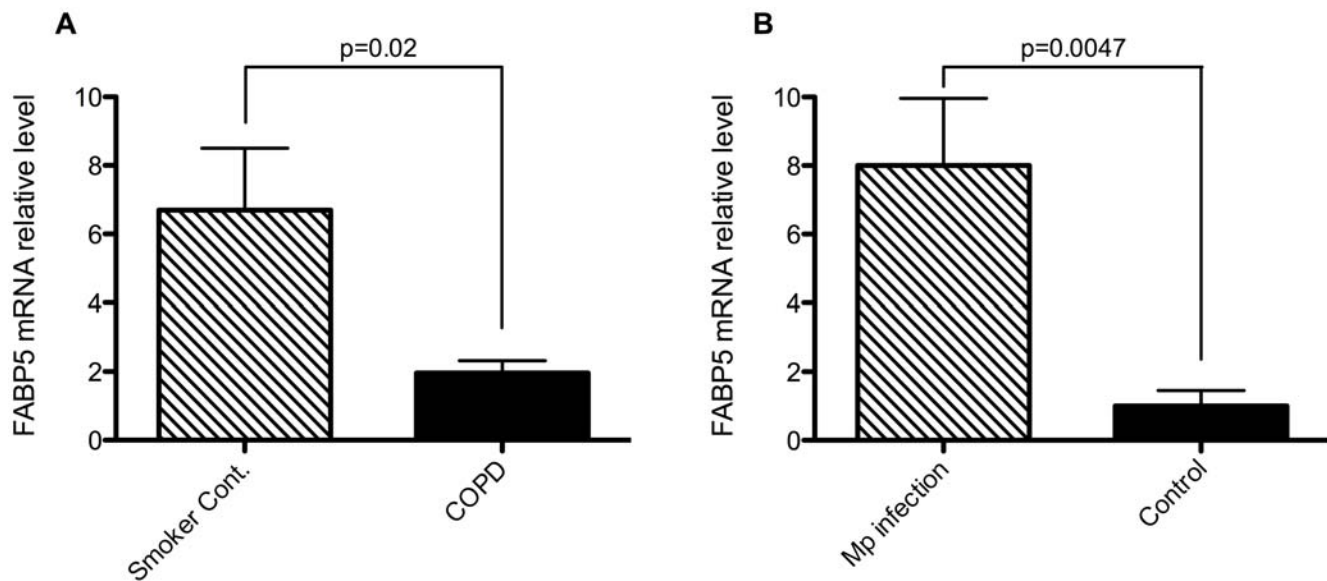 A
p=0.02
FABP5 mRNA relative level
10
8
6
4
2
0
Smoker Cont.
COPD
B
p=0.0047
FABP5 mRNA relative level
10
8
6
4
2
0
Mp infection
Control